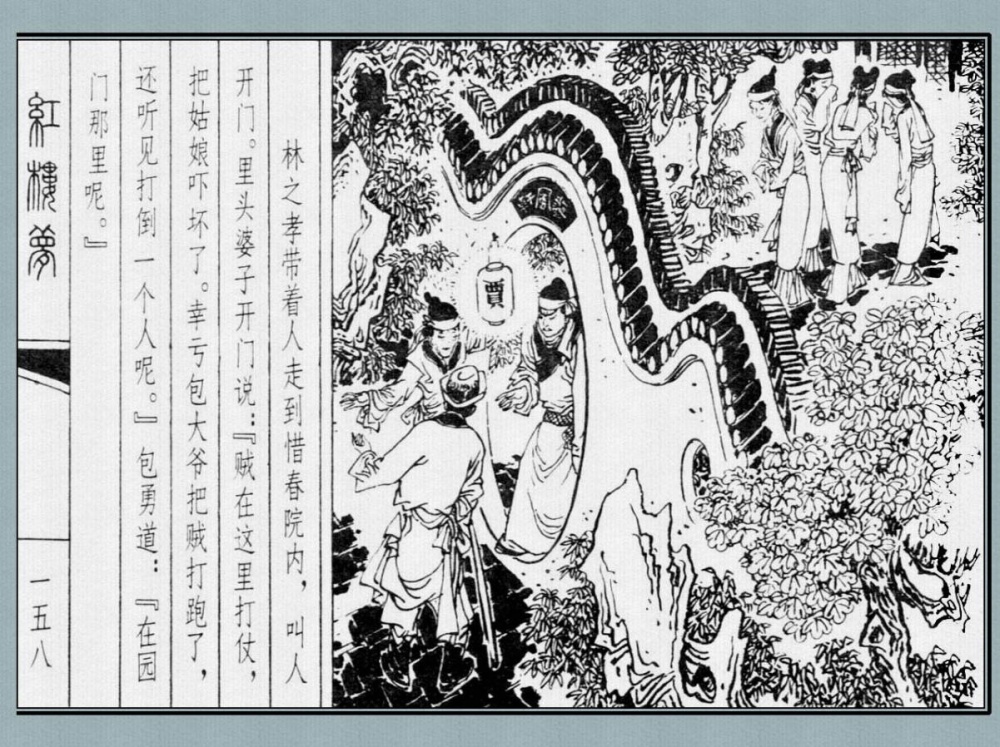 林之孝带着人走到惜春院内，叫人
开门。里头婆子开门说：『贼在这里打仗，
把姑娘吓坏了。幸亏包大爷把贼打跑了，
还听见打倒一个人呢。』包勇道：『在园
门那里呢。』
紅樓夢
一五八
賈